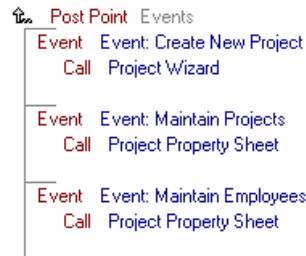 Post Point Events
Event Event: Create New Project
Call Project Wizard
Event Event: Maintain Projects
Call Project Property Sheet
Event Event: Maintain Employees
Call Project Property Sheet